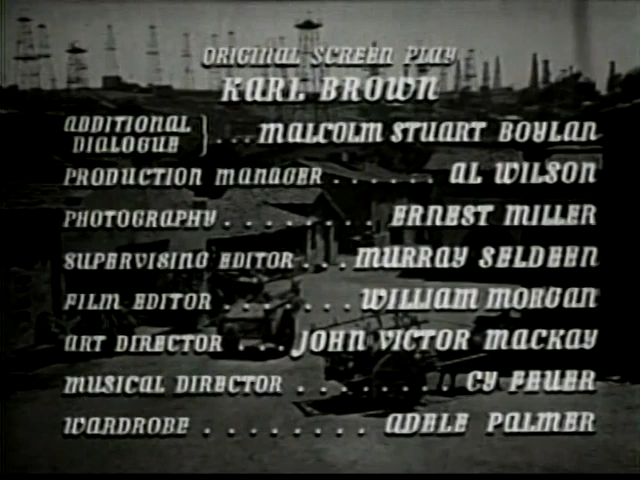 ORIGINAL SCREEN PLAY
KARL BROWN
ADDITIONAL DIALOGUE } . . . MALCOLM STUART BOYLAN
PRODUCTION MANAGER . . . . . . AL WILSON
PHOTOGRAPHY . . . . . . . . ERNEST MILLER
SUPERVISING EDITOR . . . MURRAY SELDEEN
FILM EDITOR . . . . . . . WILLIAM MORGAN
ART DIRECTOR . . . . JOHN VICTOR MACKAY
MUSICAL DIRECTOR . . . . . . . CY FEUER
WARDROBE . . . . . . . . . ADELE PALMER